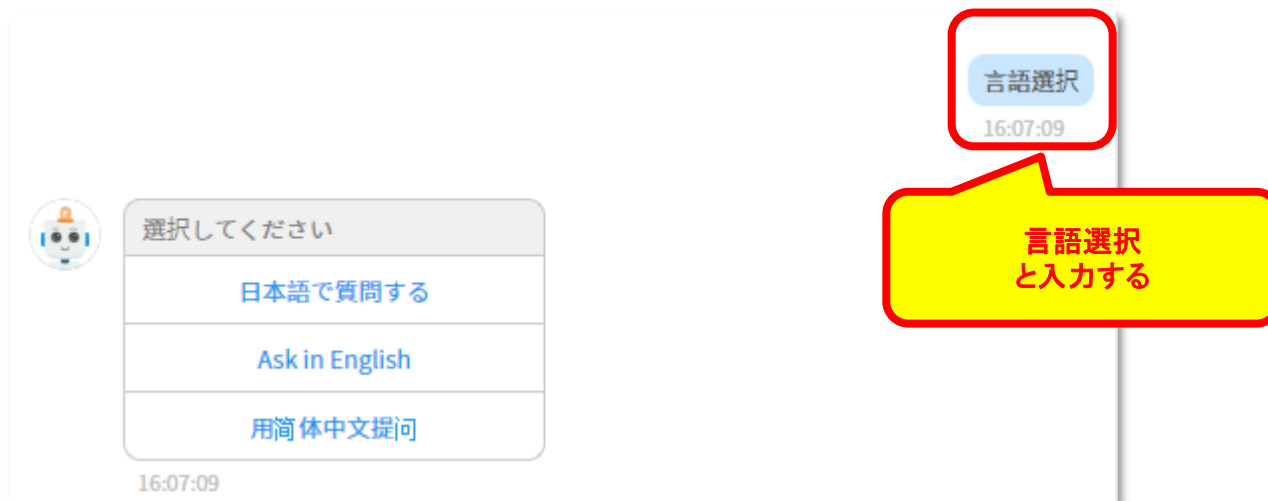 言語選択
16:07:09
言語選択
と入力する
選択してください
日本語で質問する
Ask in English
用简体中文提问
16:07:09